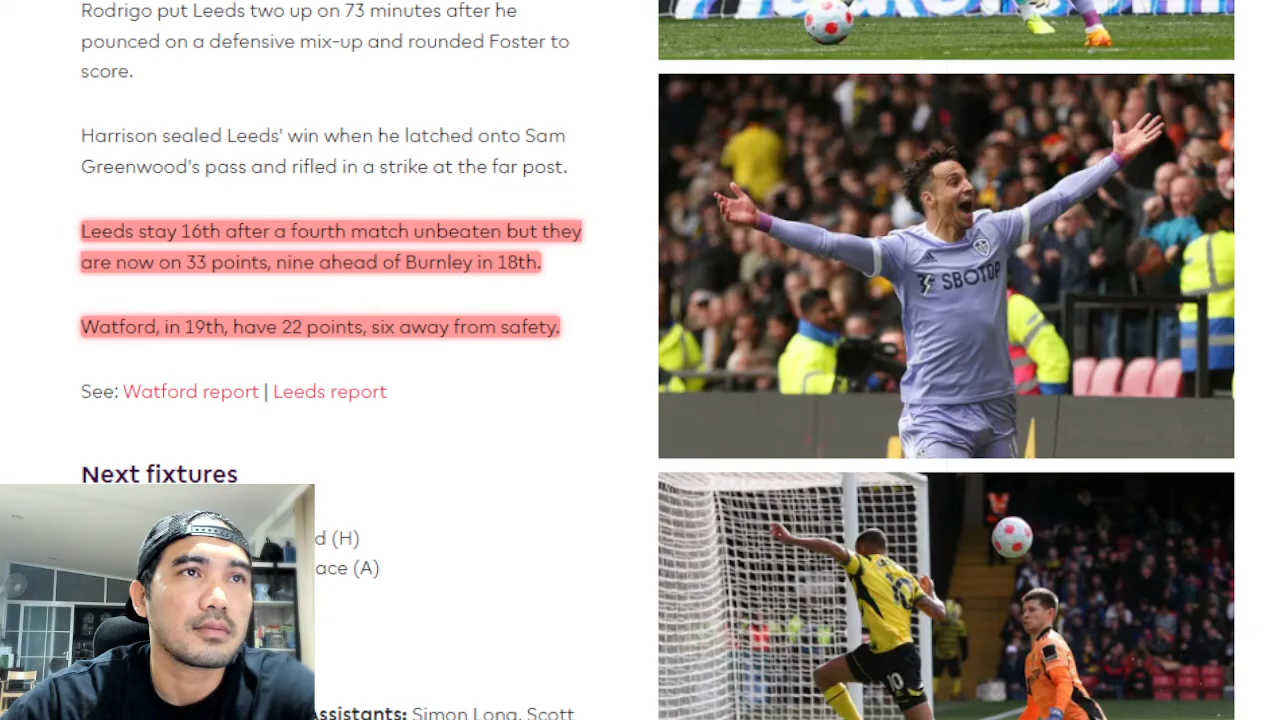 Rodrigo put Leeds two up on 73 minutes after he
pounced on a defensive mix-up and rounded Foster to
score.
Harrison sealed Leeds' win when he latched onto Sam
Greenwood's pass and rifled in a strike at the far post.
Leeds stay 16th after a fourth match unbeaten but they
are now on 33 points, nine ahead of Burnley in 18th.
Watford, in 19th, have 22 points, six away from safety.
See: Watford report | Leeds report
Next fixtures
d (H)
ace (A)
Assistants: Simon Long, Scott
SBOTOP
10
10